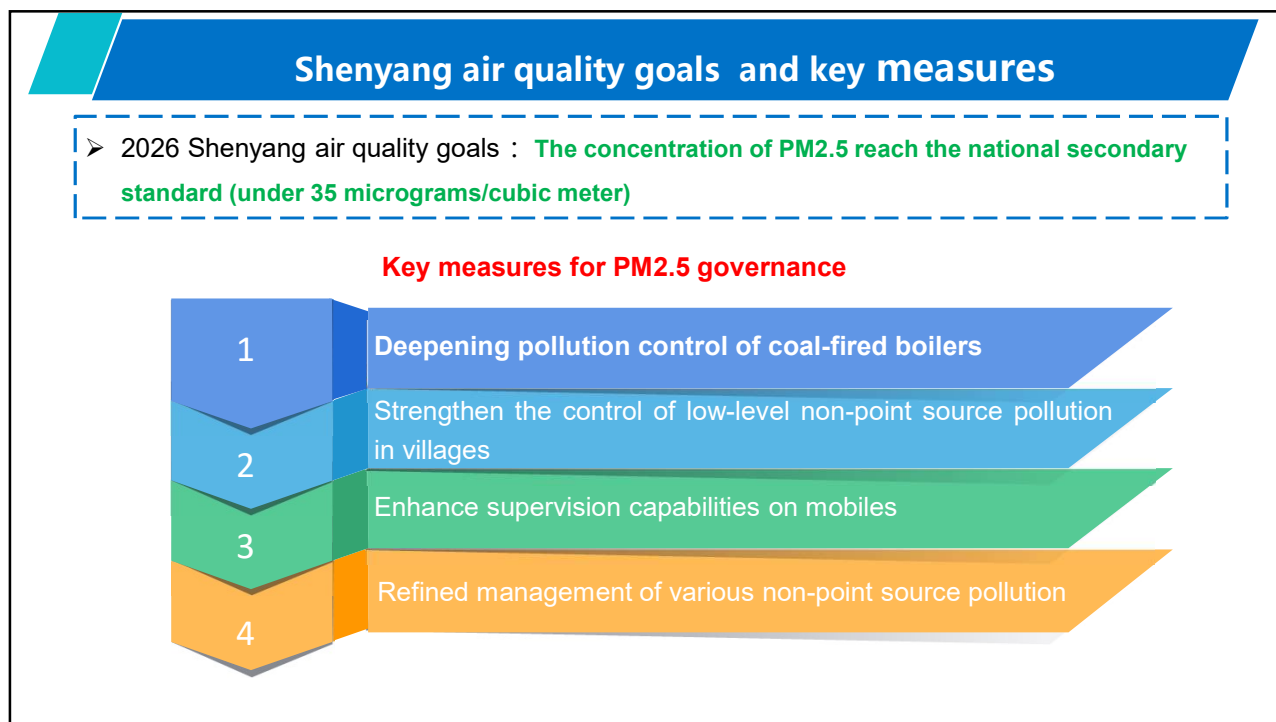 Shenyang air quality goals and key measures
➢ 2026 Shenyang air quality goals： The concentration of PM2.5 reach the national secondary
standard (under 35 micrograms/cubic meter)
Key measures for PM2.5 governance
1
Deepening pollution control of coal-fired boilers
2
Strengthen the control of low-level non-point source pollution
in villages
3
Enhance supervision capabilities on mobiles
4
Refined management of various non-point source pollution